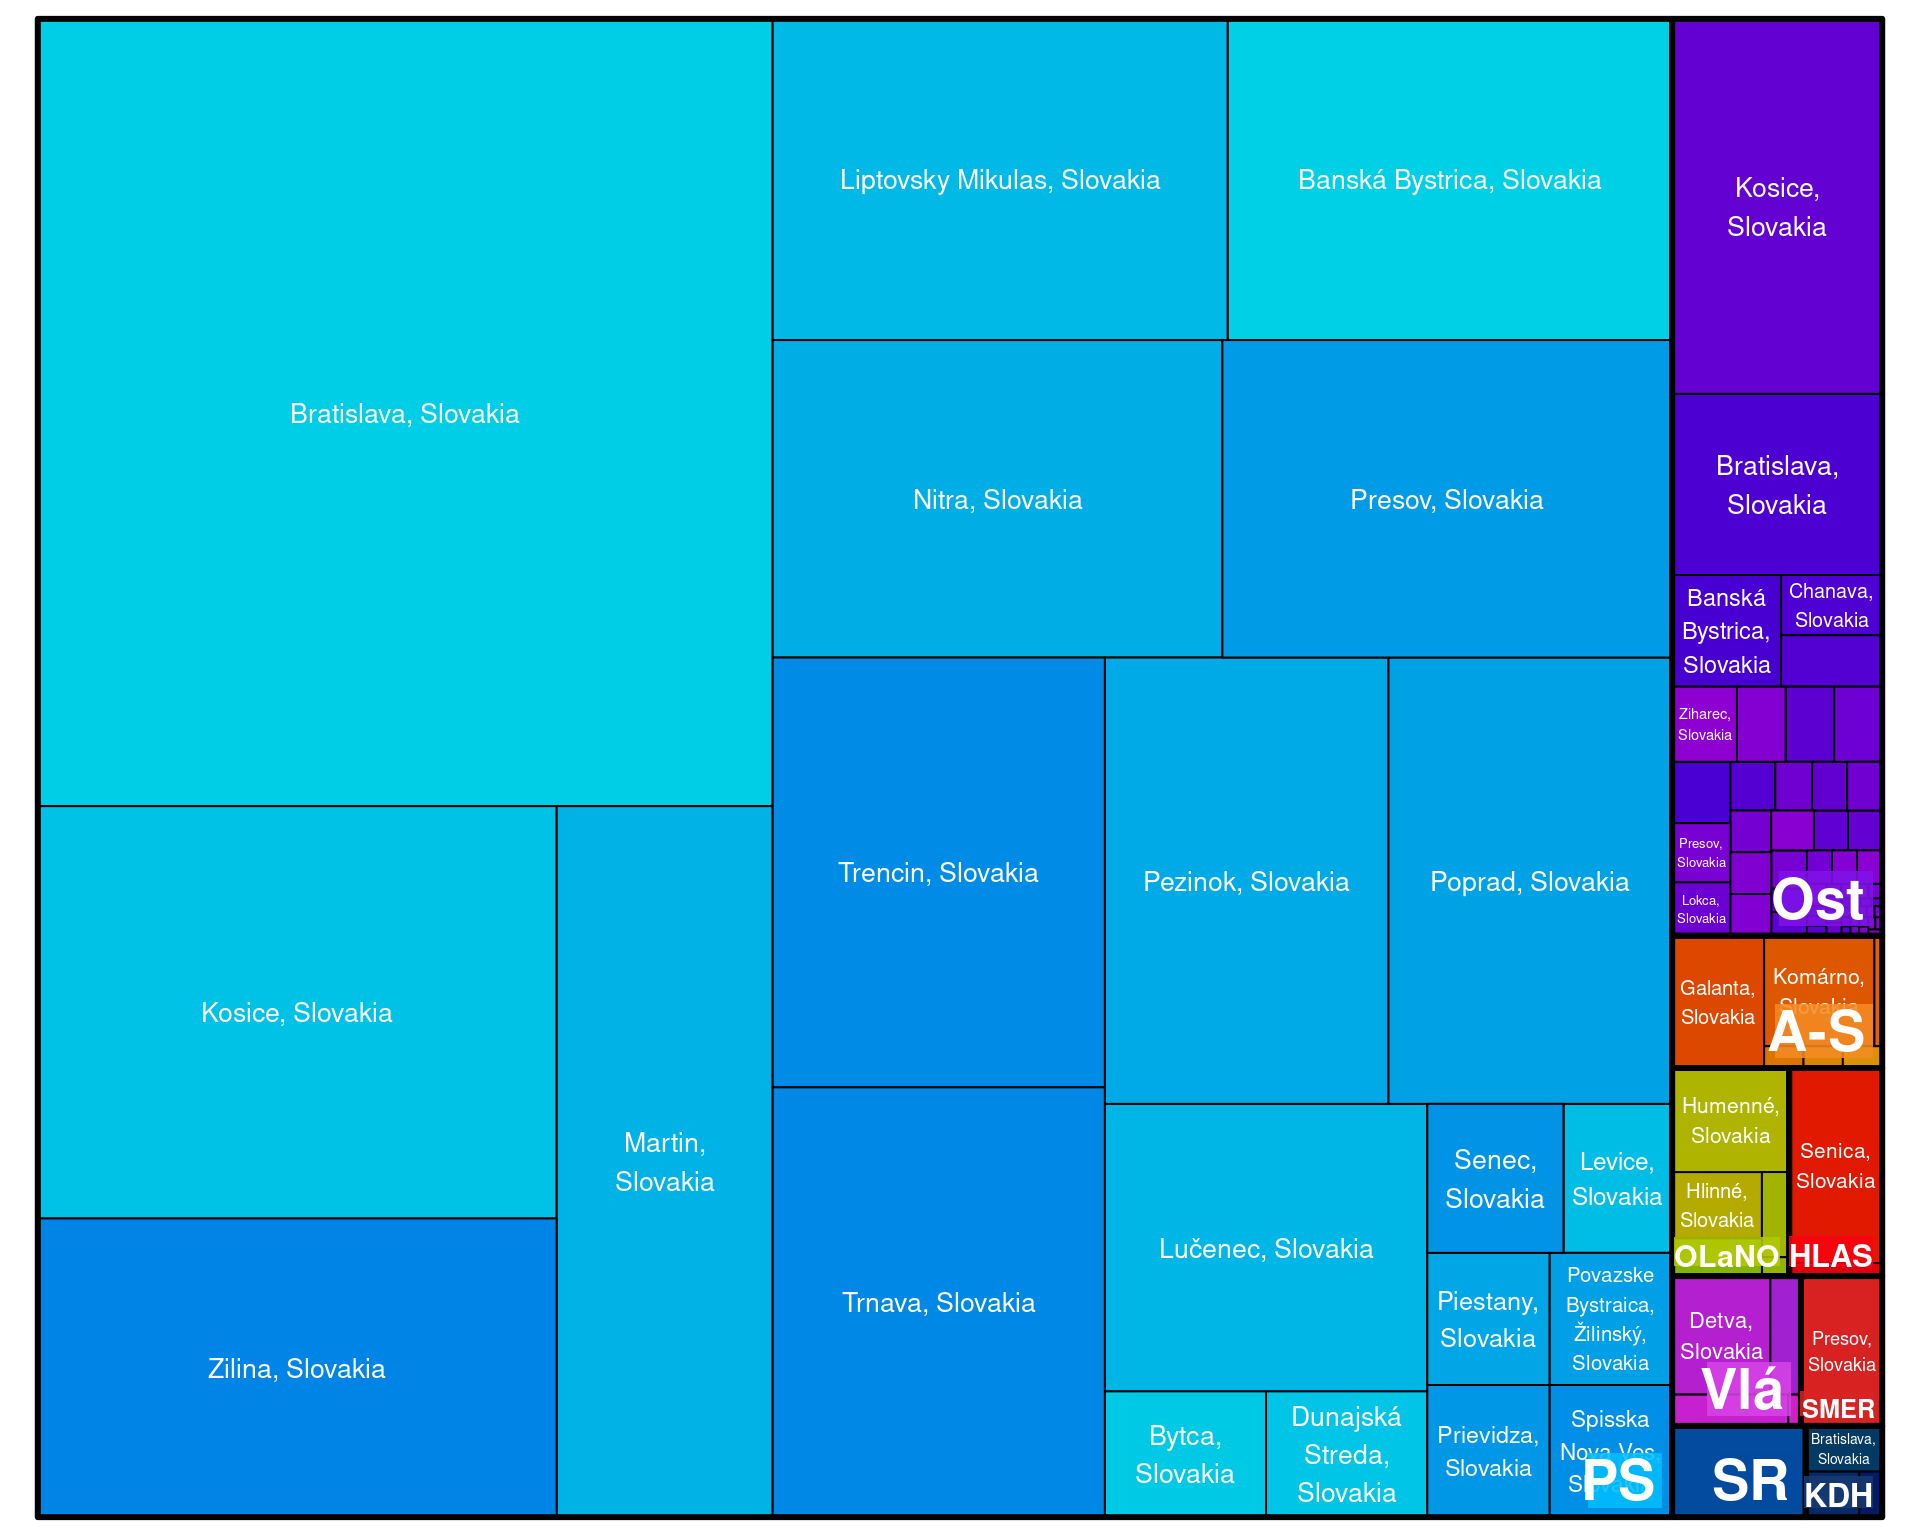 Bratislava, Slovakia
Liptovsky Mikulas, Slovakia
Banská Bystrica, Slovakia
Nitra, Slovakia
Presov, Slovakia
Kosice, Slovakia
Zilina, Slovakia
Martin,
Slovakia
Trencin, Slovakia
Trnava, Slovakia
Pezinok, Slovakia
Poprad, Slovakia
Lučenec, Slovakia
Bytca,
Slovakia
Dunajská
Streda,
Slovakia
Senec,
Slovakia
Levice,
Slovakia
Piestany,
Slovakia
Povazske
Bystraica,
Žilinský,
Slovakia
Prievidza,
Slovakia
Spisska
Nova Ves,
Slovakia
PS
Kosice,
Slovakia
Bratislava,
Slovakia
Banská
Bystrica,
Slovakia
Chanava,
Slovakia
Ziharec,
Slovakia
Presov,
Slovakia
Lokca,
Slovakia
Ost
Galanta,
Slovakia
Komárno,
Slovakia
A-S
Humenné,
Slovakia
Hlinné,
Slovakia
OLaNO
Senica,
Slovakia
HLAS
Detva,
Slovakia
Vlá
Presov,
Slovakia
SMER
SR
Bratislava,
Slovakia
KDH